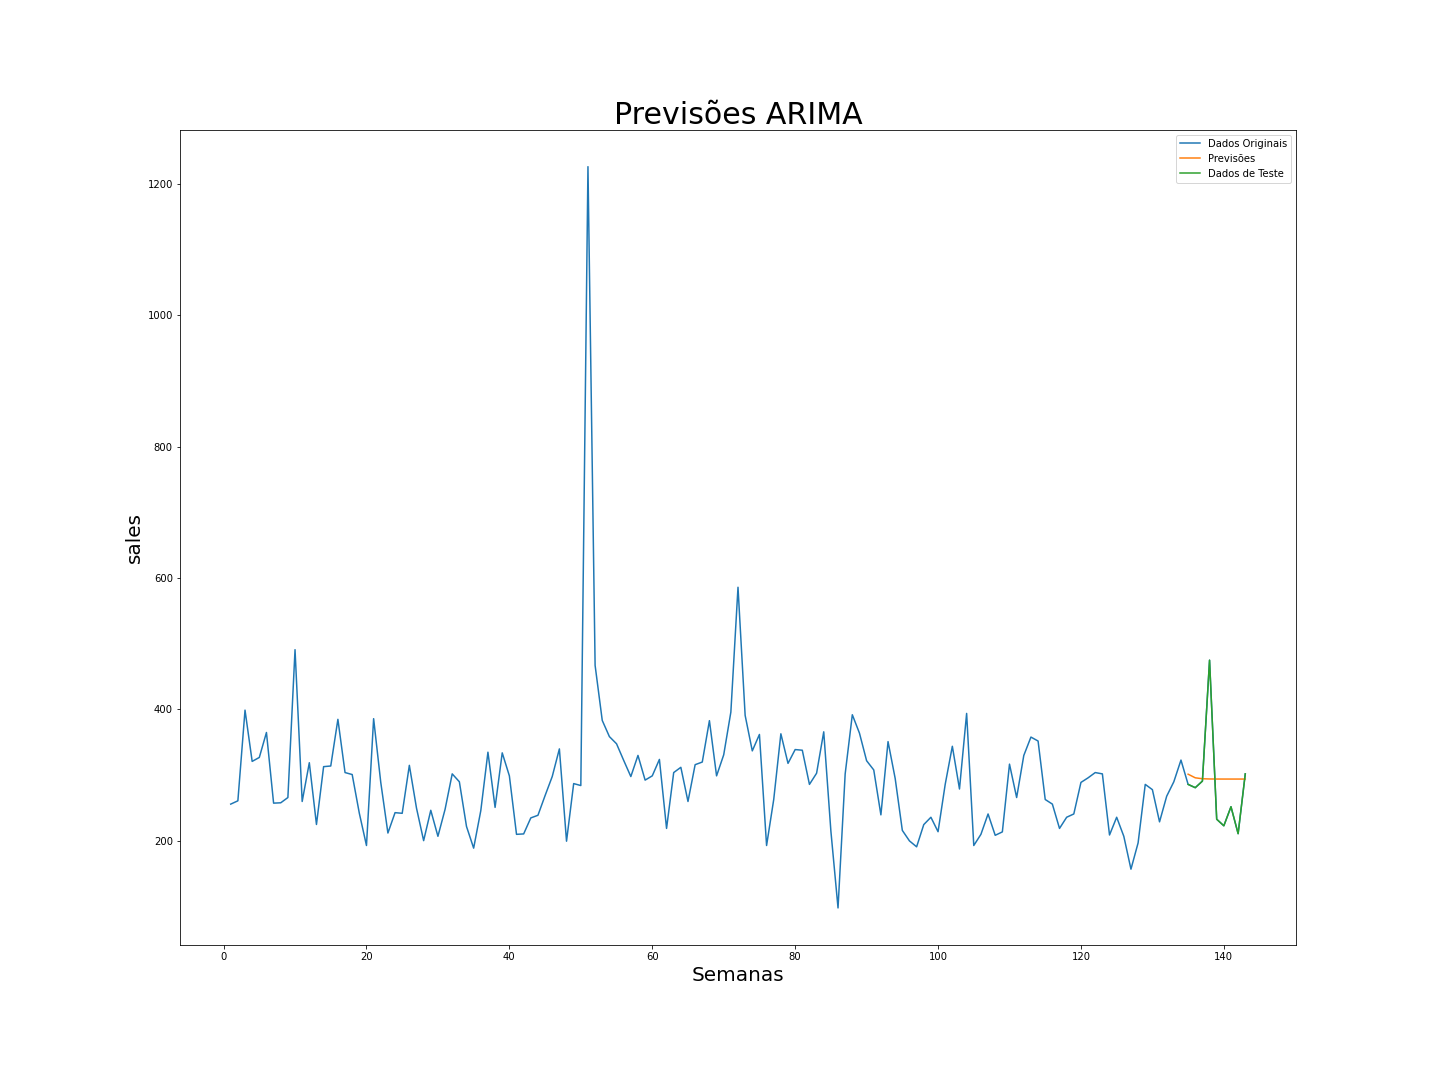 Previsões ARIMA
Dados Originais
Previsões
Dados de Teste
1200
1000
800
600
400
200
sales
0 20 40 60 80 100 120 140
Semanas